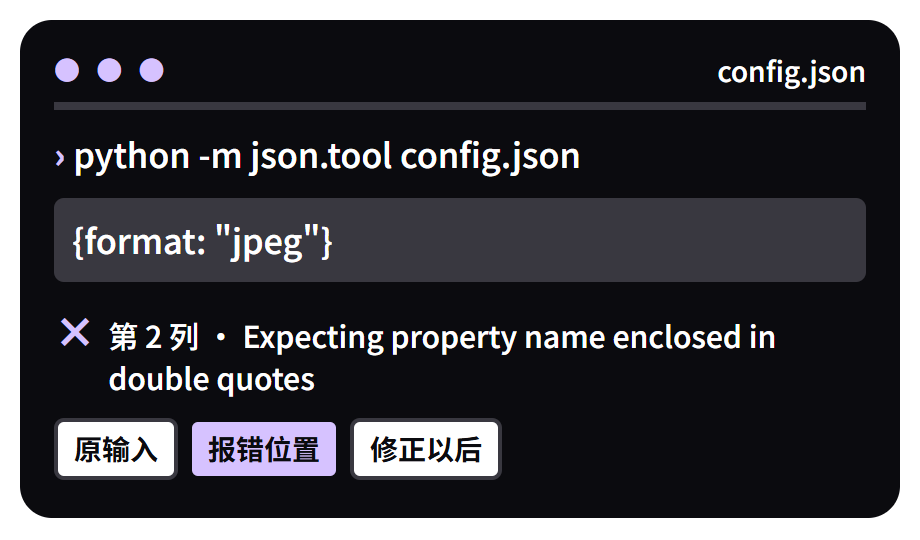 config.json
› python -m json.tool config.json
{format: "jpeg"}
✕ 第 2 列 · Expecting property name enclosed in
double quotes
原输入 报错位置 修正以后